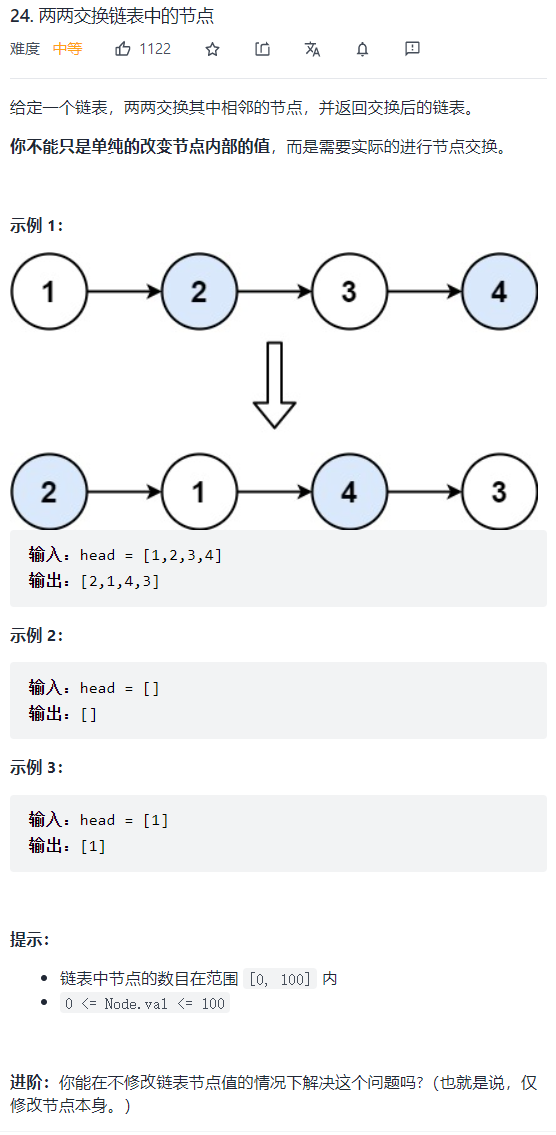 24. 两两交换链表中的节点
难度 中等 1122
给定一个链表，两两交换其中相邻的节点，并返回交换后的链表。
你不能只是单纯的改变节点内部的值，而是需要实际的进行节点交换。
示例 1：
1 2 3 4
2 1 4 3
输入：head = [1,2,3,4]
输出：[2,1,4,3]
示例 2：
输入：head = []
输出：[]
示例 3：
输入：head = [1]
输出：[1]
提示：
链表中节点的数目在范围 [0, 100] 内
0 <= Node.val <= 100
进阶：你能在不修改链表节点值的情况下解决这个问题吗?（也就是说，仅
修改节点本身。）